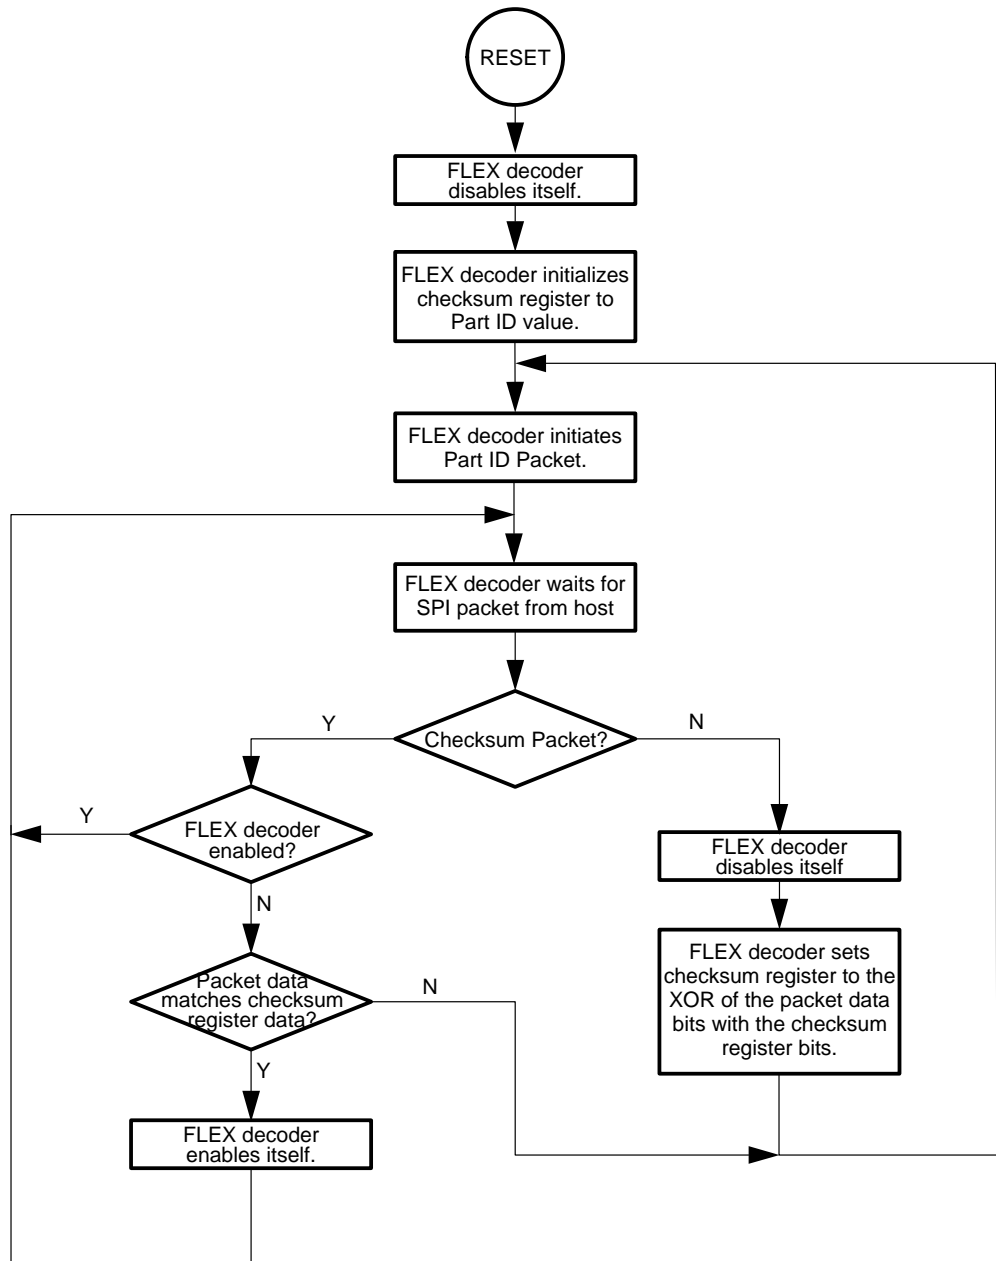 RESET
FLEX decoder
disables itself.
FLEX decoder initializes
checksum register to
Part ID value.
FLEX decoder initiates
Part ID Packet.
FLEX decoder waits for
SPI packet from host
Y
N
Checksum Packet?
Y
FLEX decoder
enabled?
FLEX decoder
disables itself
N
FLEX decoder sets
checksum register to the
XOR of the packet data
bits with the checksum
register bits.
Packet data
matches checksum
register data?
N
Y
FLEX decoder
enables itself.